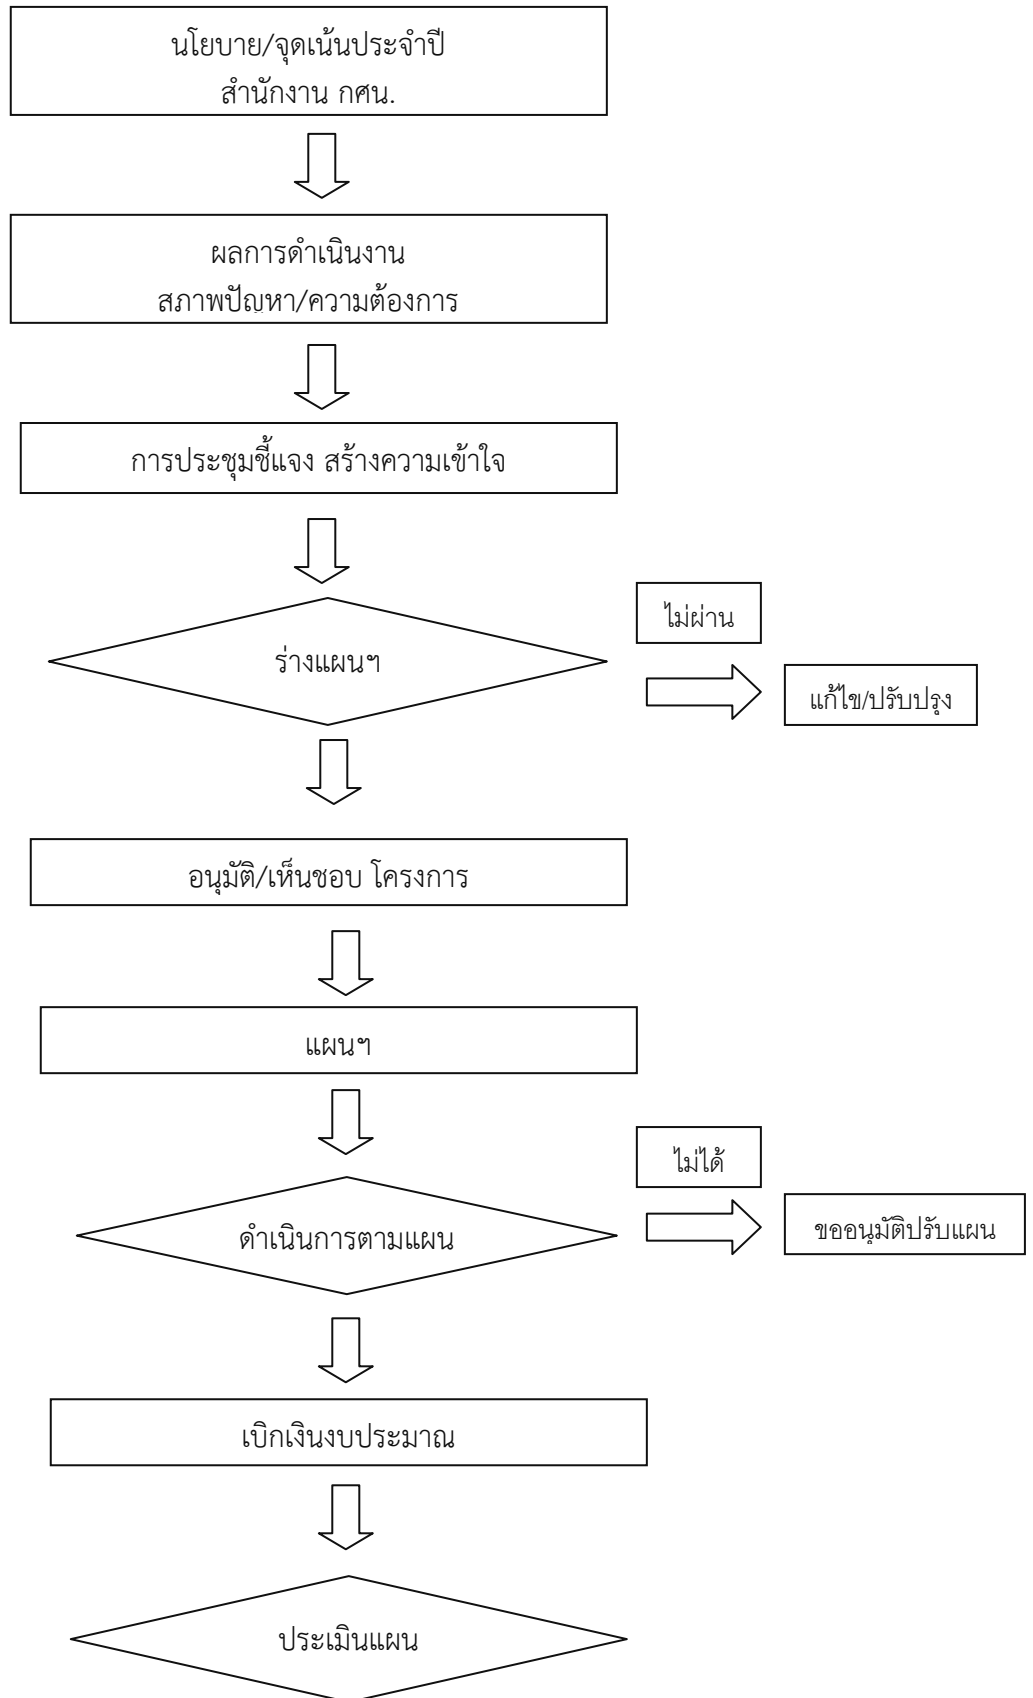 นโยบาย/จุดเน้นประจำปี
สำนักงาน กศน.
ผลการดำเนินงาน
สภาพปัญหา/ความต้องการ
การประชุมชี้แจง สร้างความเข้าใจ
ไม่ผ่าน
ร่างแผนฯ
แก้ไข/ปรับปรุง
อนุมัติ/เห็นชอบ โครงการ
แผนฯ
ไม่ได้
ดำเนินการตามแผน
ขออนุมัติปรับแผน
เบิกเงินงบประมาณ
ประเมินแผน